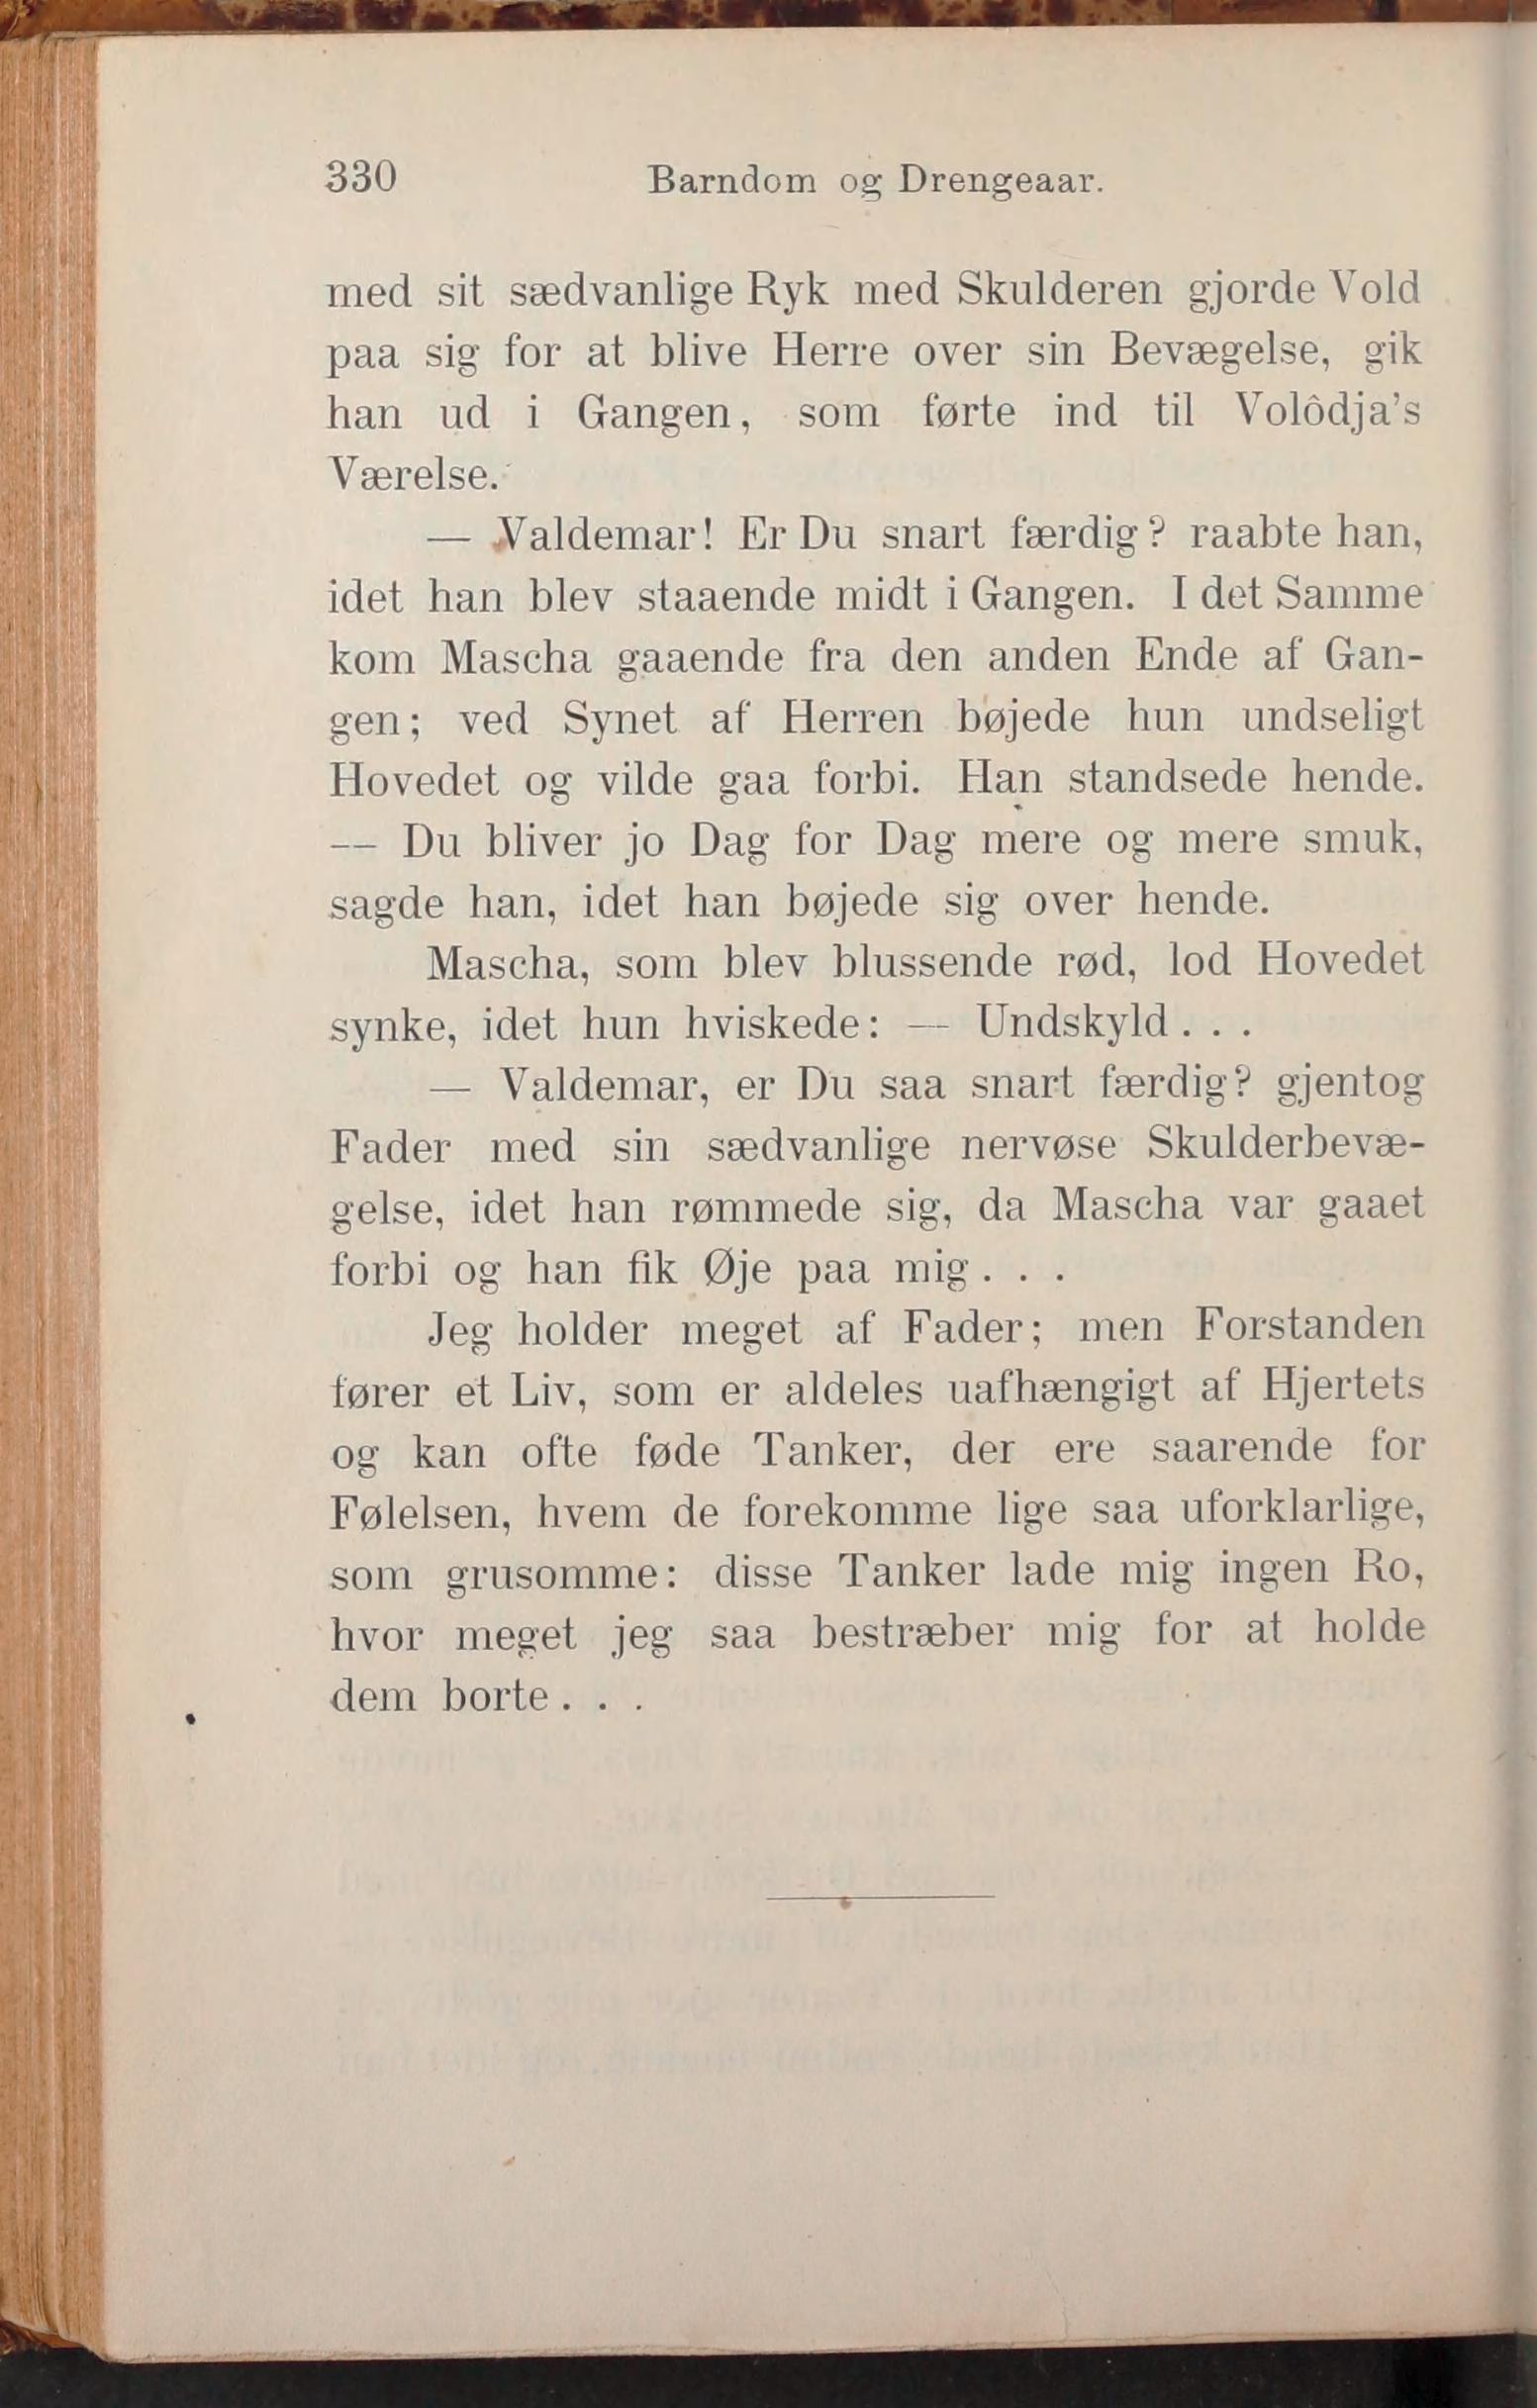 330 Barndom og Drengeaar.
med sit sædvanlige Ryk med Skulderen gjorde Vold
paa sig for at blive Herre over sin Bevægelse, gik
han ud i Gangen, som førte ind til Volôdja's
Værelse.
— Valdemar! Er Du snart færdig? raabte han,
idet han blev staaende midt i Gangen. I det Samme
kom Mascha gaaende fra den anden Ende af Gan-
gen; ved Synet af Herren bøjede hun undseligt
Hovedet og vilde gaa forbi. Han standsede hende.
— Du bliver jo Dag for Dag mere og mere smuk,
sagde han, idet han bøjede sig over hende.
Mascha, som blev blussende rød, lod Hovedet
synke, idet hun hviskede: — Undskyld . . .
— Valdemar, er Du saa snart færdig? gjentog
Fader med sin sædvanlige nervøse Skulderbevæ-
gelse, idet han rømmede sig, da Mascha var gaaet
forbi og han fik Øje paa mig . . .
Jeg holder meget af Fader; men Forstanden
fører et Liv, som er aldeles uafhængigt af Hjertets
og kan ofte føde Tanker, der ere saarende for
Følelsen, hvem de forekomme lige saa uforklarlige,
som grusomme: disse Tanker lade mig ingen Ro,
hvor meget jeg saa bestræber mig for at holde
dem borte . . .